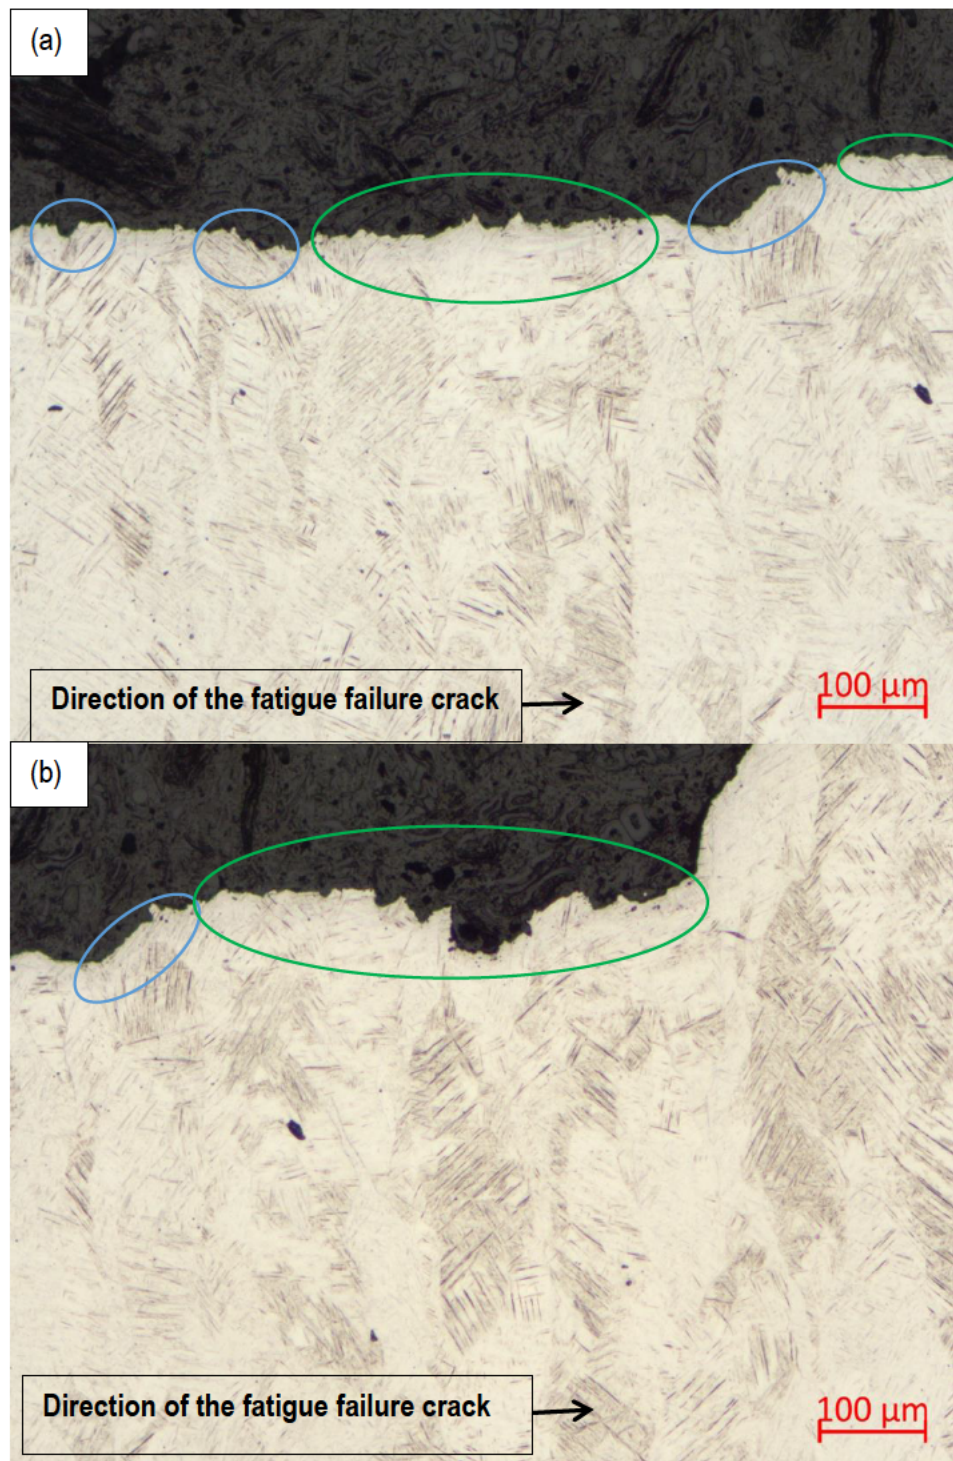 (a)
Direction of the fatigue failure crack
100 µm
(b)
Direction of the fatigue failure crack
100 µm